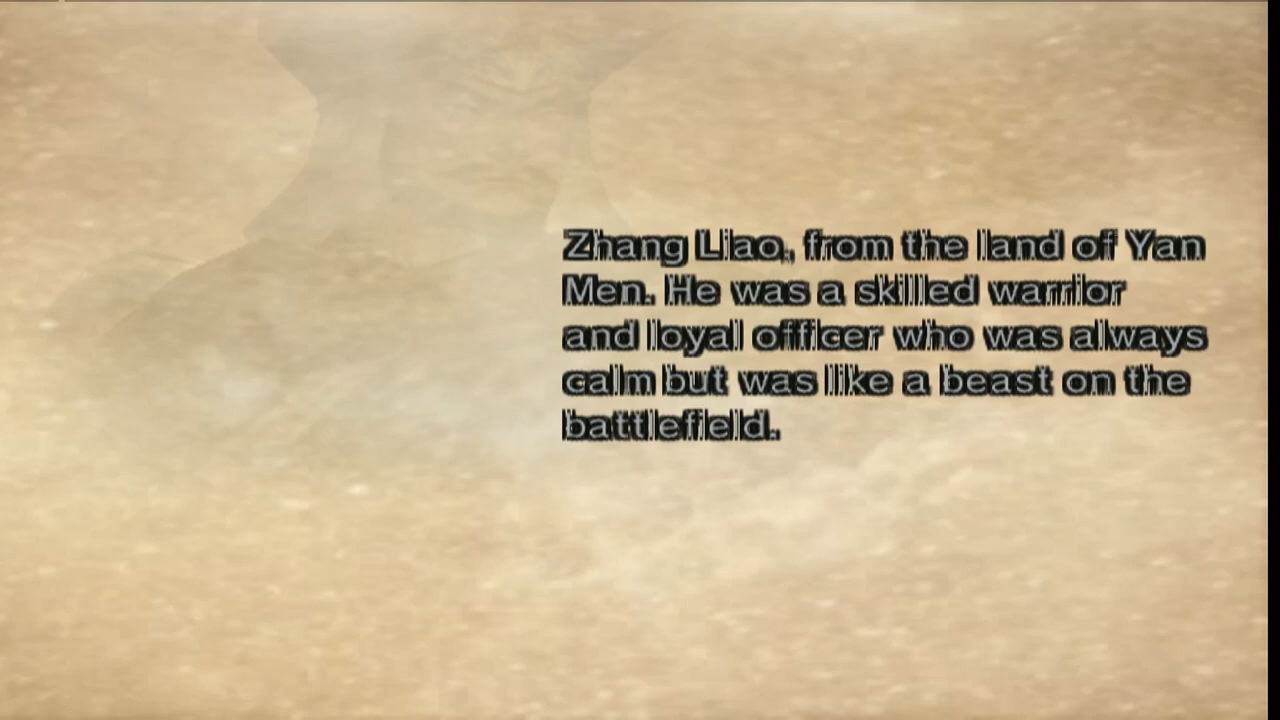 Zhang Liao, from the land of Yan
Men. He was a skilled warrior
and loyal officer who was always
calm but was like a beast on the
battlefield.